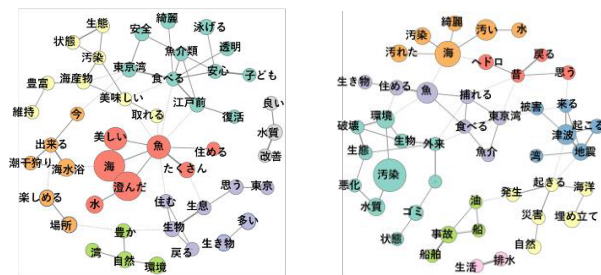 生態
状態
汚染
豊富
海産物
維持
美味しい
取れる
綺麗
安全
泳げる
魚介類
透明
東京湾
食べる
安心
子ども
江戸前
復活
良い
水質
改善
今
出来る
潮干狩り
海水浴
楽しめる
場所
美しい
魚
住める
海
たくさん
澄んだ
水
住む
生息
思う
東京
生物
多い
戻る
生き物
豊か
湾
自然
環境
綺麗
汚染
汚い
水
海
汚れた
ヘドロ
戻る
昔
思う
生き物
住める
魚
捕れる
東京湾
食べる
魚介
環境
破壊
生物
外来
生態
汚染
悪化
水質
ゴミ
状態
被害
来る
津波
起こる
湾
地震
油
事故
船
船舶
発生
起きる
海洋
災害
埋め立て
自然
生活
排水